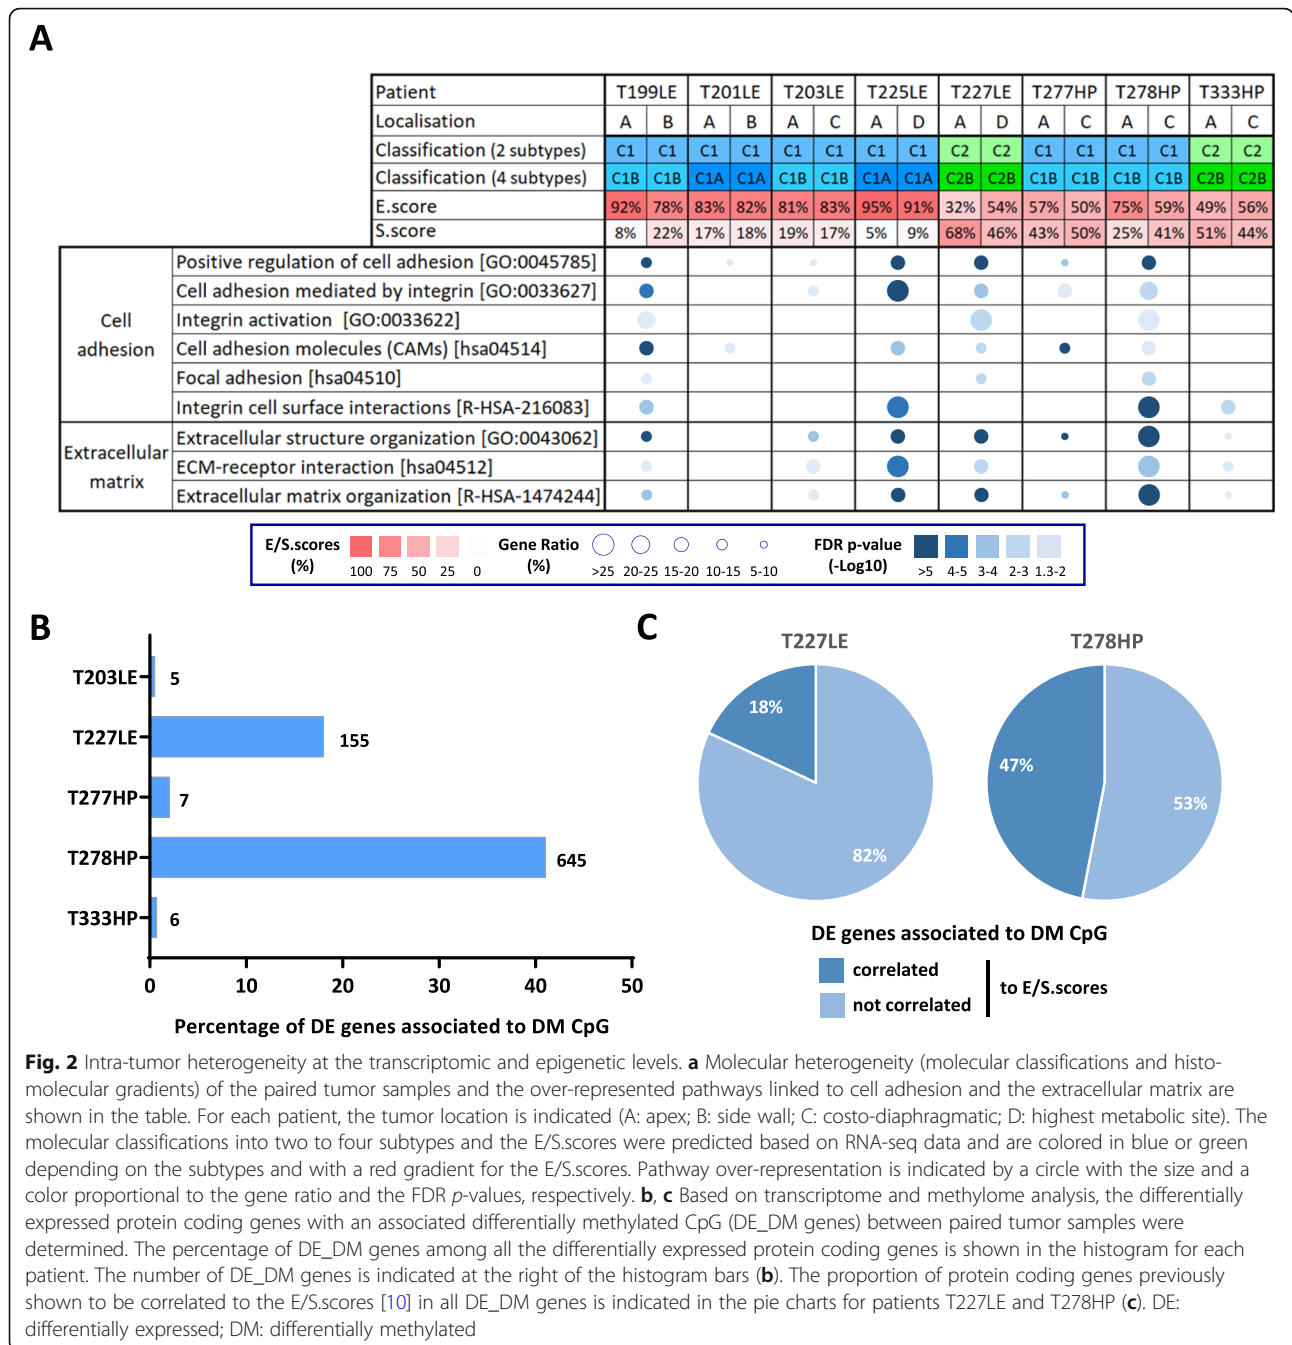 A
Patient T199LE T201LE T203LE T225LE T227LE T277HP T278HP T333HP
Localisation A B A B A C A D A D A C A C A C
Classification (2 subtypes) C1 C1 C1 C1 C1 C1 C1 C1 C2 C2 C1 C1 C1 C1 C2 C2
Classification (4 subtypes) C1B C1B C1A C1A C1B C1B C1A C1A C2B C2B C1B C1B C1B C1B C2B C2B
E.score 92% 78% 83% 82% 81% 83% 95% 91% 32% 54% 57% 50% 75% 59% 49% 56%
S.score 8% 22% 17% 18% 19% 17% 5% 9% 68% 46% 43% 50% 25% 41% 51% 44%
Cell
adhesion
Positive regulation of cell adhesion [GO:0045785]
Cell adhesion mediated by integrin [GO:0033627]
Integrin activation [GO:0033622]
Cell adhesion molecules (CAMs) [hsa04514]
Focal adhesion [hsa04510]
Integrin cell surface interactions [R-HSA-216083]
Extracellular
matrix
Extracellular structure organization [GO:0043062]
ECM-receptor interaction [hsa04512]
Extracellular matrix organization [R-HSA-1474244]
E/S.scores
(%)
100 75 50 25 0
Gene Ratio
(%)
>25 20-25 15-20 10-15 5-10
FDR p-value
(-Log10)
>5 4-5 3-4 2-3 1.3-2
B
T203LE 5
T227LE 155
T277HP 7
T278HP 645
T333HP 6
0 10 20 30 40 50
Percentage of DE genes associated to DM CpG
C
T227LE
18%
82%
T278HP
47%
53%
DE genes associated to DM CpG
correlated
not correlated
to E/S.scores
Fig. 2 Intra-tumor heterogeneity at the transcriptomic and epigenetic levels. a Molecular heterogeneity (molecular classifications and histo-
molecular gradients) of the paired tumor samples and the over-represented pathways linked to cell adhesion and the extracellular matrix are
shown in the table. For each patient, the tumor location is indicated (A: apex; B: side wall; C: costo-diaphragmatic; D: highest metabolic site). The
molecular classifications into two to four subtypes and the E/S.scores were predicted based on RNA-seq data and are colored in blue or green
depending on the subtypes and with a red gradient for the E/S.scores. Pathway over-representation is indicated by a circle with the size and a
color proportional to the gene ratio and the FDR p-values, respectively. b, c Based on transcriptome and methylome analysis, the differentially
expressed protein coding genes with an associated differentially methylated CpG (DE_DM genes) between paired tumor samples were
determined. The percentage of DE_DM genes among all the differentially expressed protein coding genes is shown in the histogram for each
patient. The number of DE_DM genes is indicated at the right of the histogram bars (b). The proportion of protein coding genes previously
shown to be correlated to the E/S.scores [10] in all DE_DM genes is indicated in the pie charts for patients T227LE and T278HP (c). DE:
differentially expressed; DM: differentially methylated